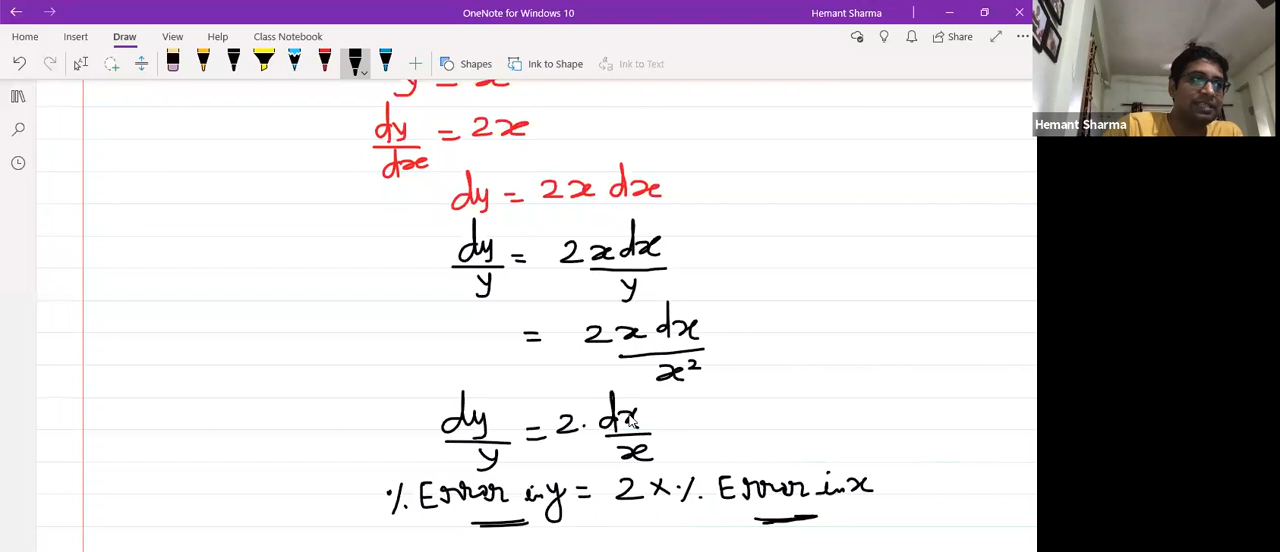 OneNote for Windows 10
Hemant Sharma
Home Insert Draw View Help Class Notebook
Share
Shapes Ink to Shape Ink to Text
Hemant Sharma
y = x
dy/dx = 2x
dy = 2x dx
dy/y = 2x dx/y
= 2x dx/x²
dy/y = 2. dx/x
% Error in y = 2 × % Error in x